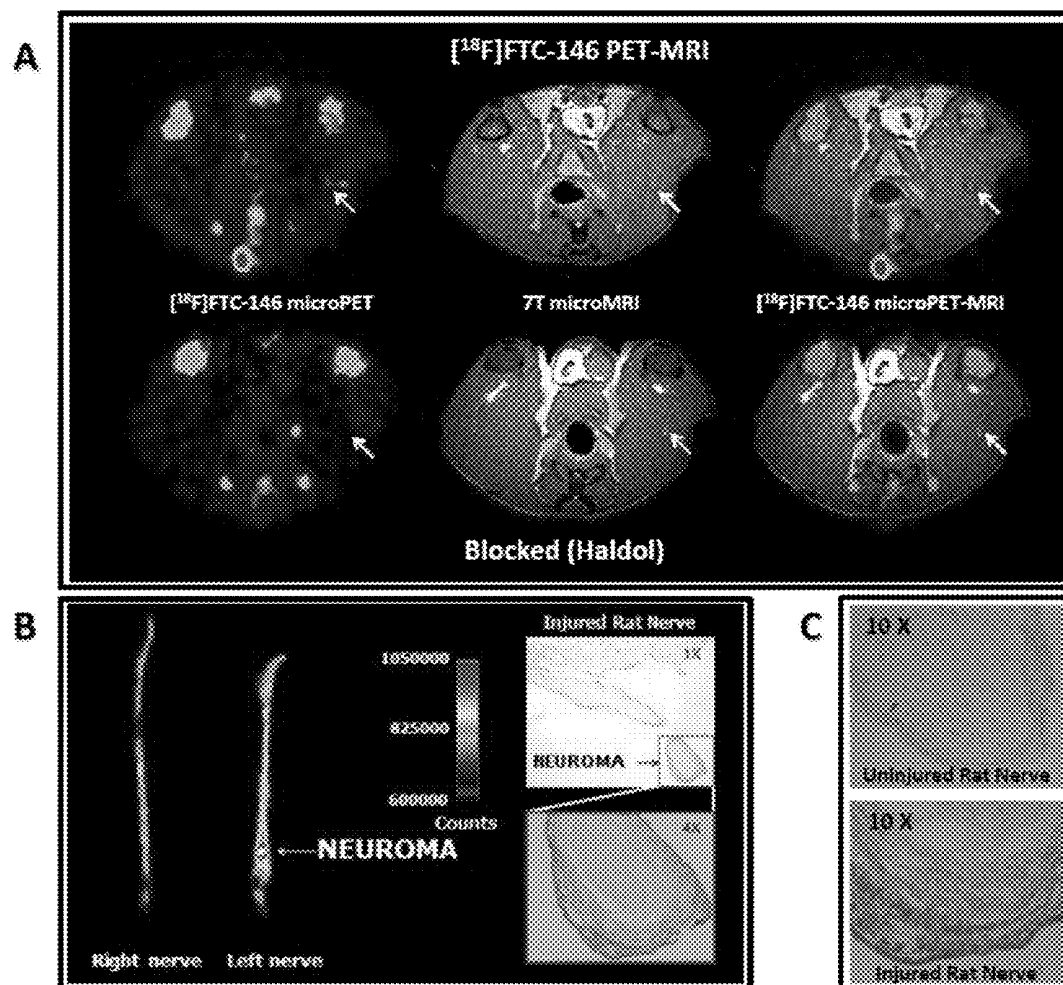 A
[¹⁸F]FTC-146 PET-MRI
[¹⁸F]FTC-146 microPET
7T microMRI
[¹⁸F]FTC-146 microPET-MRI
Blocked (Haldol)
B
1050000
825000
600000
Counts
NEUROMA
Right nerve
Left nerve
Injured Rat Nerve
1X
NEUROMA
4X
C
10 X
Uninjured Rat Nerve
10 X
Injured Rat Nerve